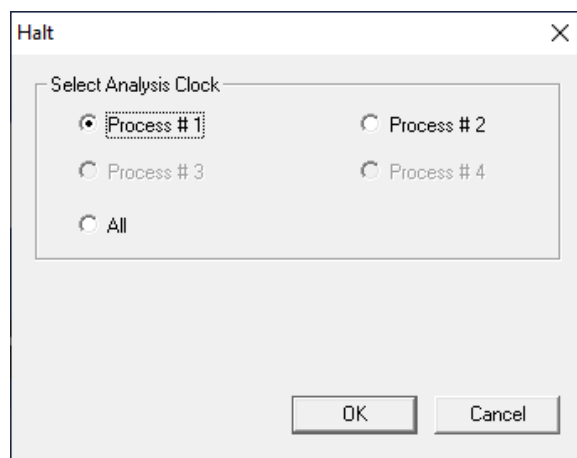 Halt
Select Analysis Clock
Process # 1
Process # 2
Process # 3
Process # 4
All
OK
Cancel